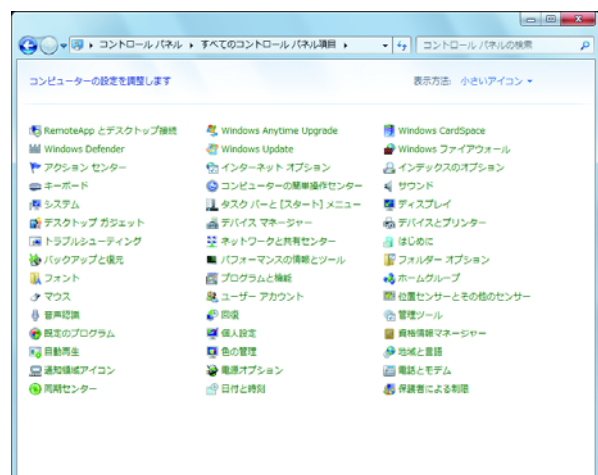 コントロール パネル ▸ すべてのコントロール パネル項目 ▸ コントロール パネルの検索
コンピューターの設定を調整します 表示方法: 小さいアイコン
RemoteApp とデスクトップ接続 Windows Anytime Upgrade Windows CardSpace
Windows Defender Windows Update Windows ファイアウォール
アクション センター インターネット オプション インデックスのオプション
キーボード コンピューターの簡単操作センター サウンド
システム タスク バーと [スタート] メニュー ディスプレイ
デスクトップ ガジェット デバイス マネージャー デバイスとプリンター
トラブルシューティング ネットワークと共有センター はじめに
バックアップと復元 パフォーマンスの情報とツール フォルダー オプション
フォント プログラムと機能 ホームグループ
マウス ユーザー アカウント 位置センサーとその他のセンサー
音声認識 回復 管理ツール
既定のプログラム 個人設定 資格情報マネージャー
自動再生 色の管理 地域と言語
通知領域アイコン 電源オプション 電話とモデム
同期センター 日付と時刻 保護者による制限